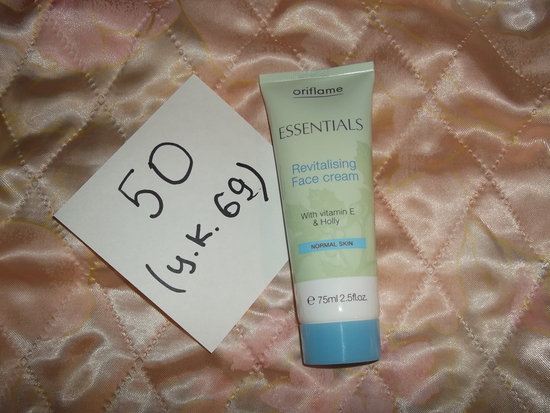 50
(у.к. 69)
oriflame
ESSENTIALS
Revitalising
Face cream
With vitamin E
& Holly
NORMAL SKIN
℮ 75ml 2.5fl.oz.